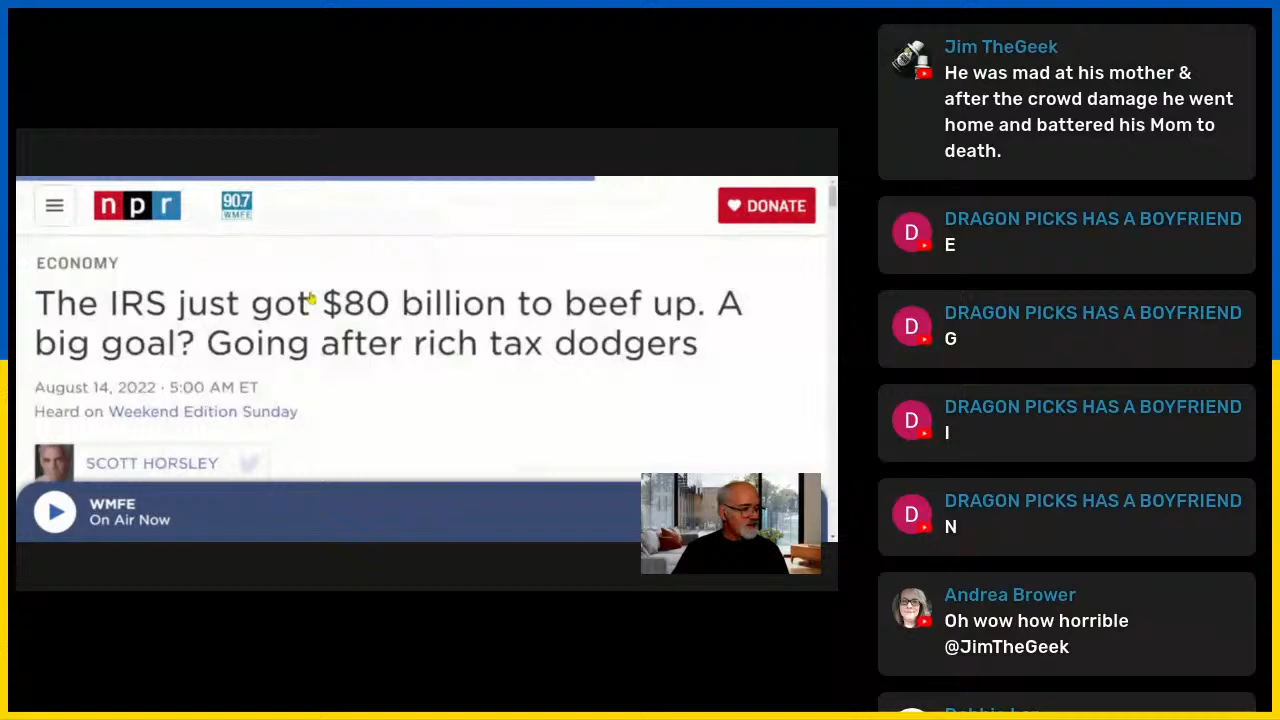 npr
90.7
WMFE
DONATE
ECONOMY
The IRS just got $80 billion to beef up. A
big goal? Going after rich tax dodgers
August 14, 2022 · 5:00 AM ET
Heard on Weekend Edition Sunday
SCOTT HORSLEY
WMFE
On Air Now
Jim TheGeek
He was mad at his mother &
after the crowd damage he went
home and battered his Mom to
death.
D
DRAGON PICKS HAS A BOYFRIEND
E
D
DRAGON PICKS HAS A BOYFRIEND
G
D
DRAGON PICKS HAS A BOYFRIEND
I
D
DRAGON PICKS HAS A BOYFRIEND
N
Andrea Brower
Oh wow how horrible
@JimTheGeek